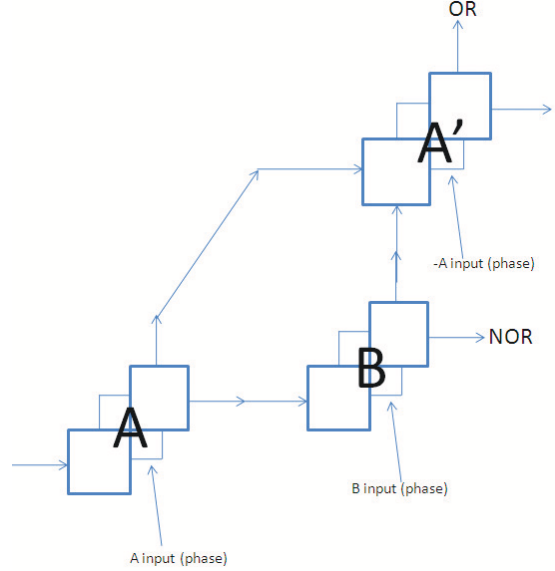 OR
A’
-A input (phase)
NOR
B
A
B input (phase)
A input (phase)